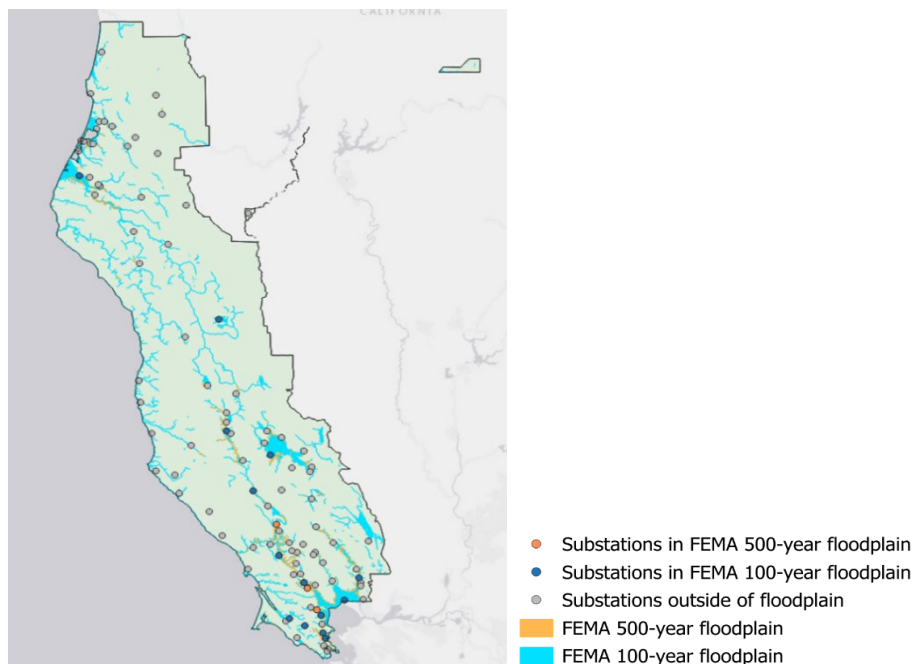 CALIFORNIA
Substations in FEMA 500-year floodplain
Substations in FEMA 100-year floodplain
Substations outside of floodplain
FEMA 500-year floodplain
FEMA 100-year floodplain